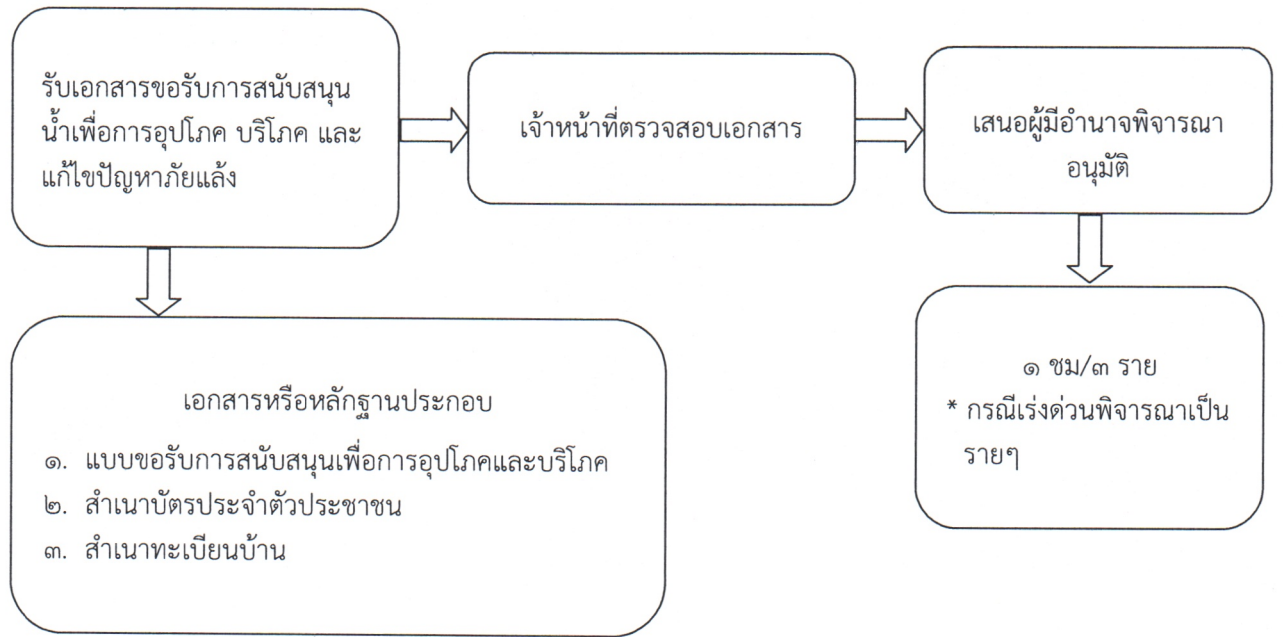 รับเอกสารขอรับการสนับสนุน
น้ำเพื่อการอุปโภค บริโภค และ
แก้ไขปัญหาภัยแล้ง
เจ้าหน้าที่ตรวจสอบเอกสาร
เสนอผู้มีอำนาจพิจารณา
อนุมัติ
เอกสารหรือหลักฐานประกอบ
๑. แบบขอรับการสนับสนุนเพื่อการอุปโภคและบริโภค
๒. สำเนาบัตรประจำตัวประชาชน
๓. สำเนาทะเบียนบ้าน
๑ ชม/๓ ราย
* กรณีเร่งด่วนพิจารณาเป็น
รายๆ